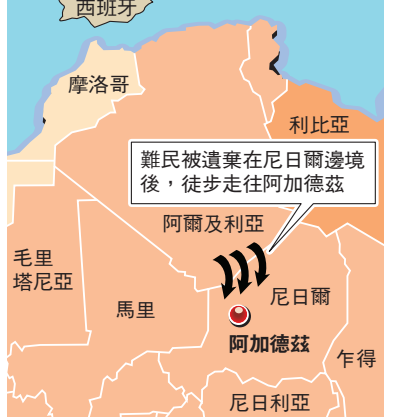 西班牙
摩洛哥
利比亞
難民被遺棄在尼日爾邊境
後，徒步走往阿加德茲
阿爾及利亞
毛里
塔尼亞
馬里
尼日爾
阿加德茲
乍得
尼日利亞